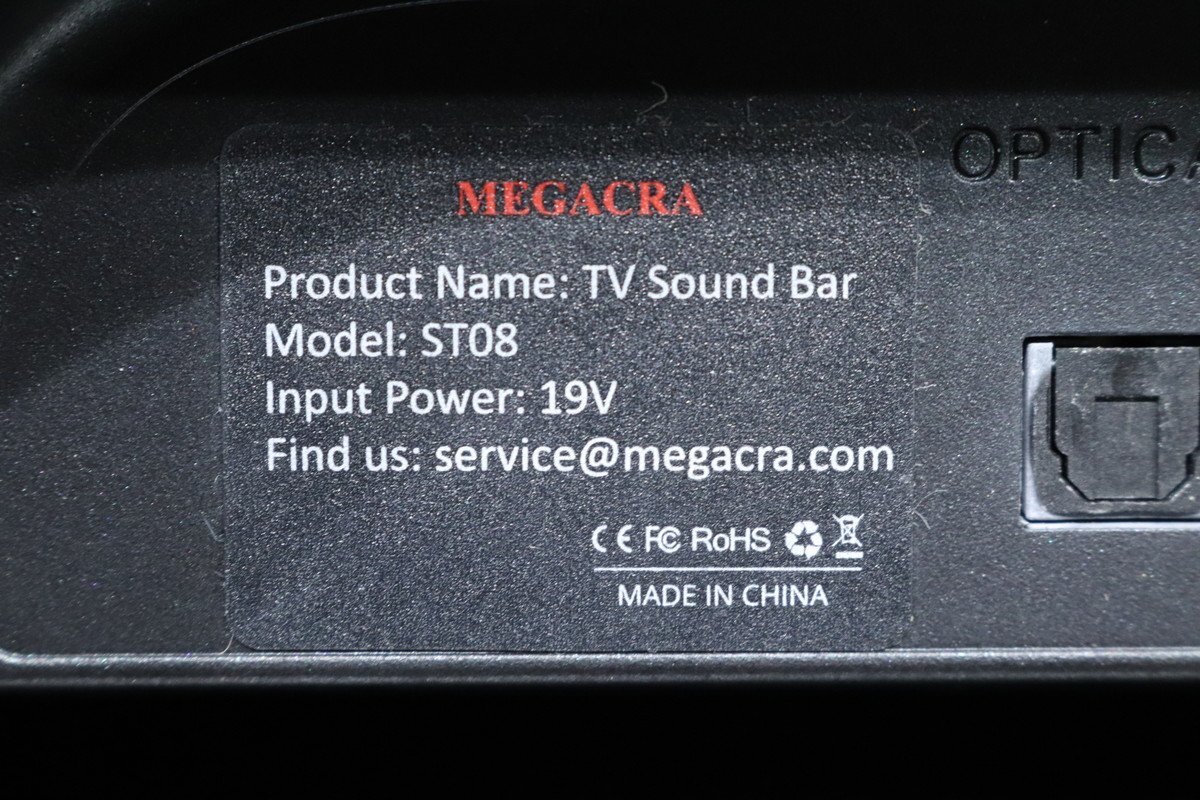 MEGACRA
OPTICA
Product Name: TV Sound Bar
Model: ST08
Input Power: 19V
Find us: service@megacra.com
CE FC RoHS
MADE IN CHINA